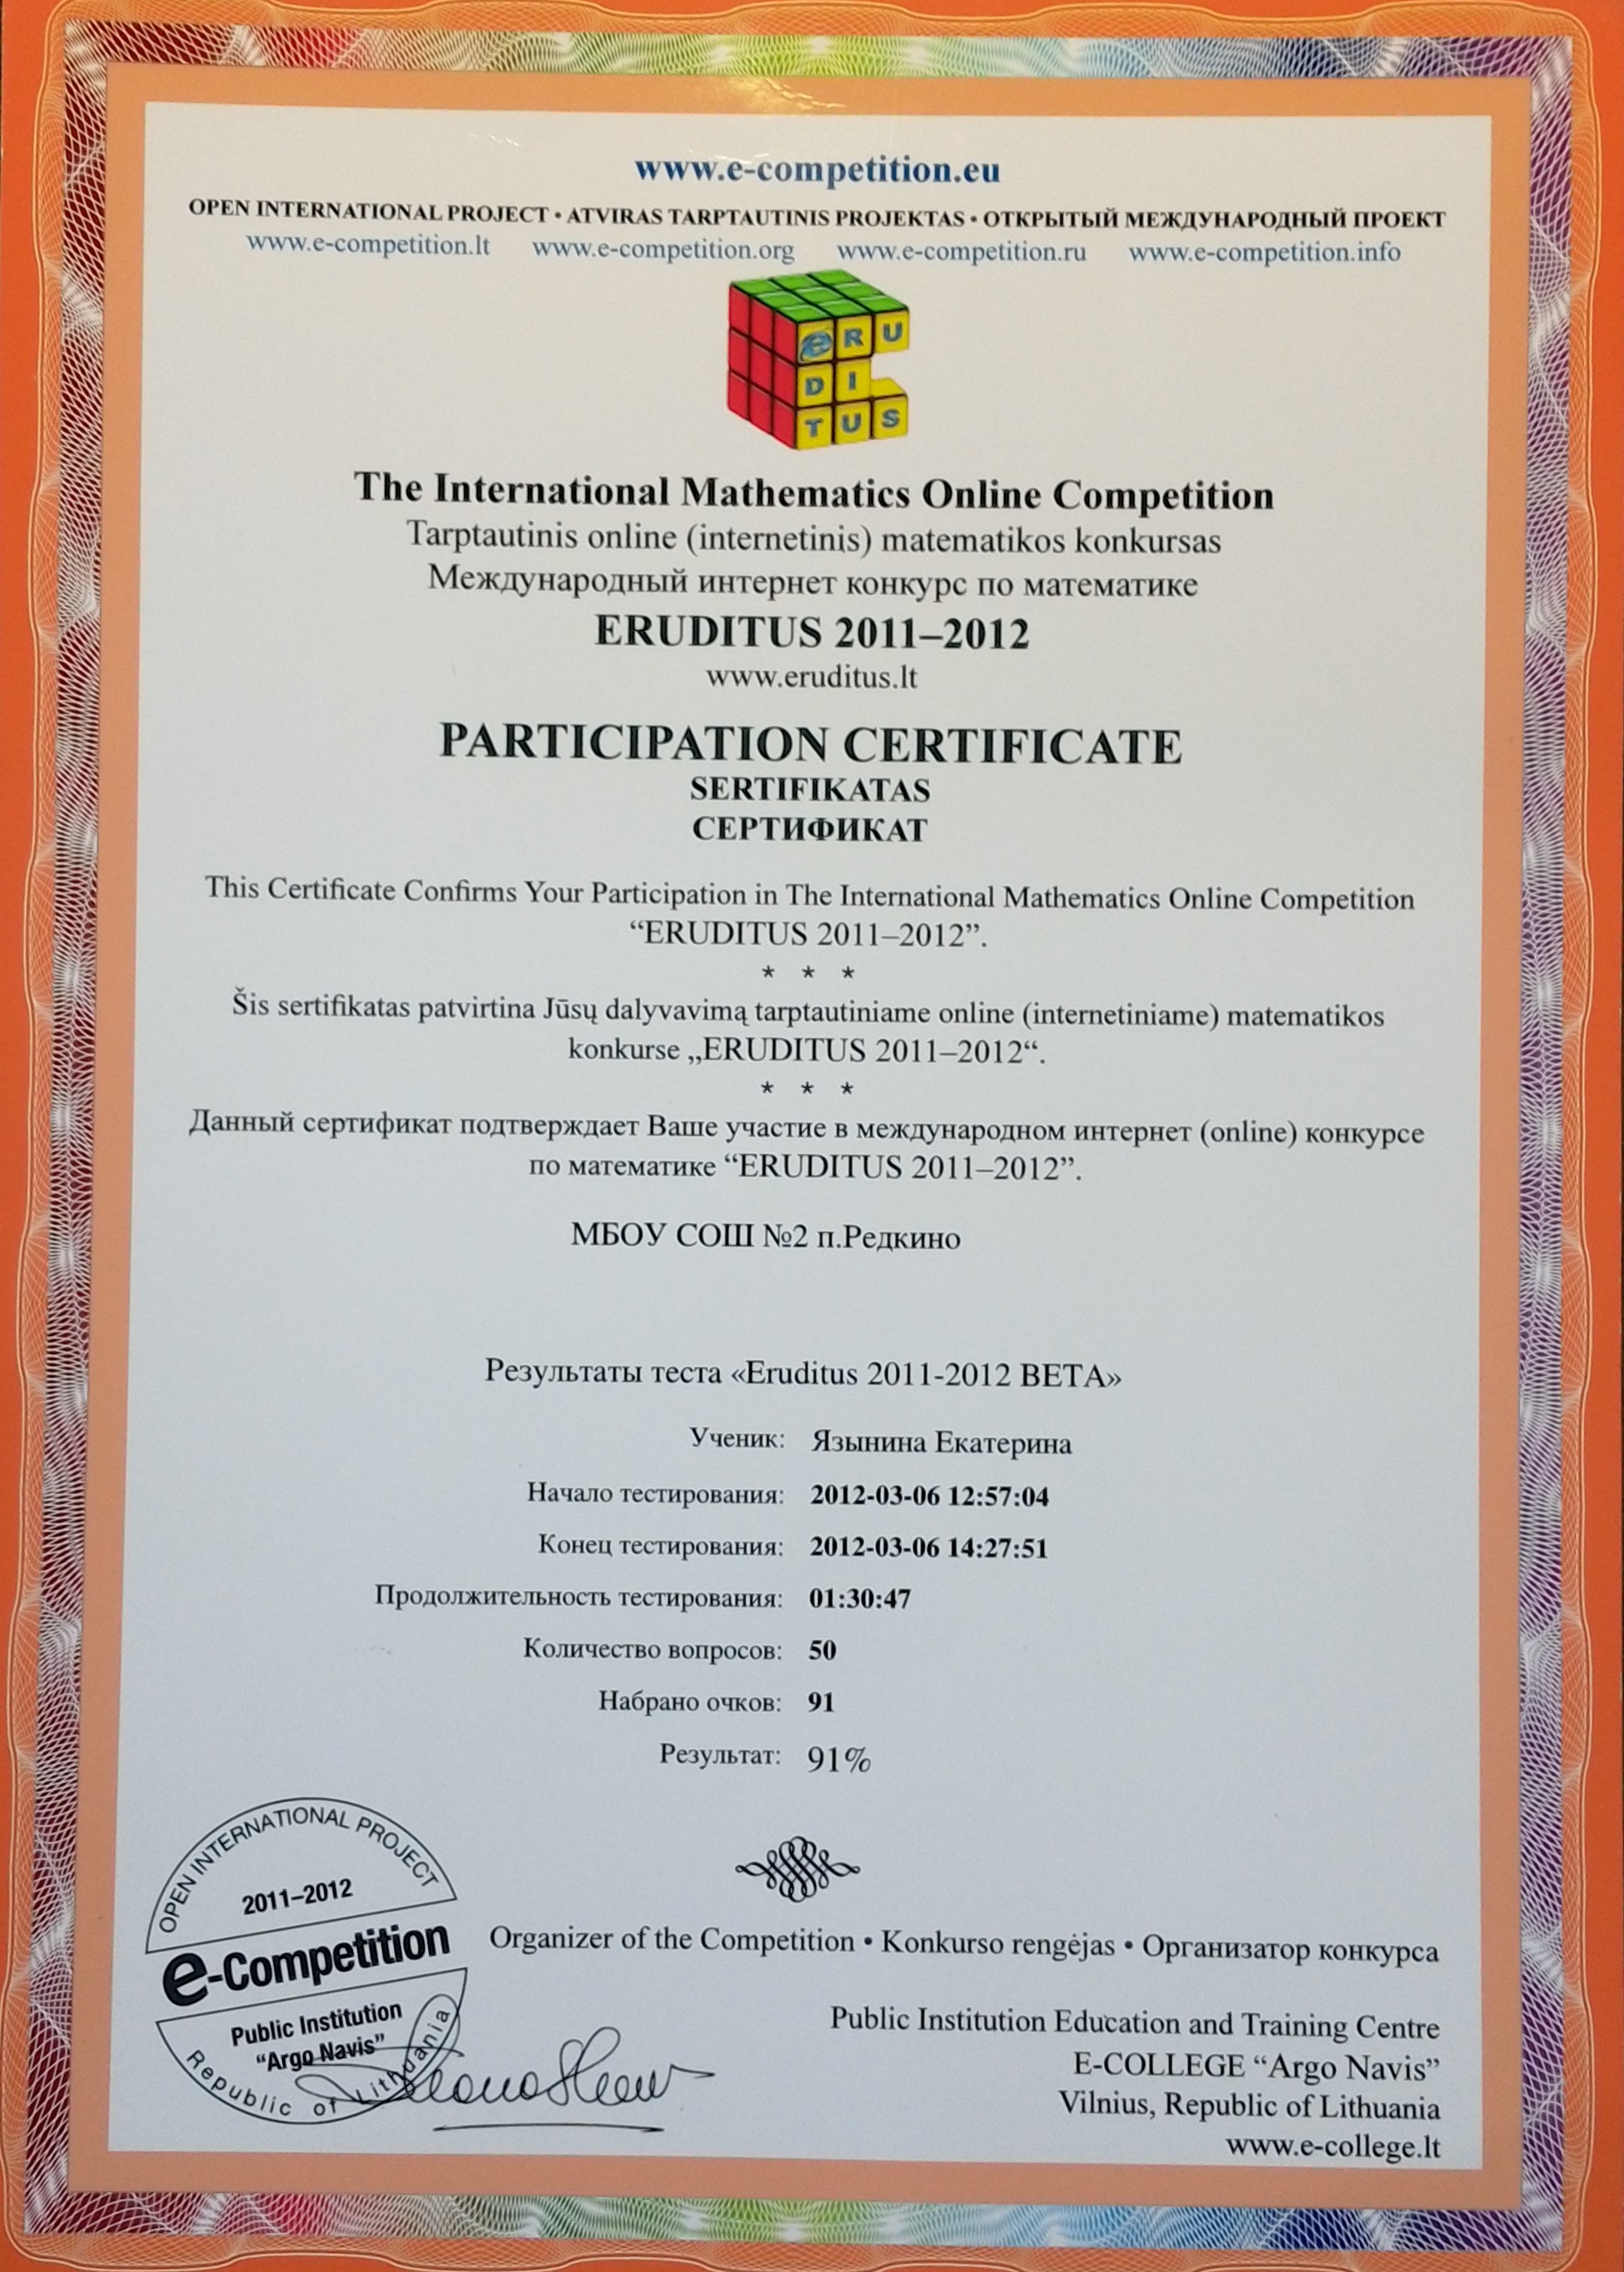 www.e-competition.eu
OPEN INTERNATIONAL PROJECT • ATVIRAS TARPTAUTINIS PROJEKTAS • ОТКРЫТЫЙ МЕЖДУНАРОДНЫЙ ПРОЕКТ
www.e-competition.lt www.e-competition.org www.e-competition.ru www.e-competition.info
e R U
D I
T U S
The International Mathematics Online Competition
Tarptautinis online (internetinis) matematikos konkursas
Международный интернет конкурс по математике
ERUDITUS 2011–2012
www.eruditus.lt
PARTICIPATION CERTIFICATE
SERTIFIKATAS
СЕРТИФИКАТ
This Certificate Confirms Your Participation in The International Mathematics Online Competition
“ERUDITUS 2011–2012”.
* * *
Šis sertifikatas patvirtina Jūsų dalyvavimą tarptautiniame online (internetiniame) matematikos
konkurse „ERUDITUS 2011–2012“.
* * *
Данный сертификат подтверждает Ваше участие в международном интернет (online) конкурсе
по математике “ERUDITUS 2011–2012”.
МБОУ СОШ №2 п.Редкино
Результаты теста «Eruditus 2011-2012 BETA»
Ученик: Языница Екатерина
Начало тестирования: 2012-03-06 12:57:04
Конец тестирования: 2012-03-06 14:27:51
Продолжительность тестирования: 01:30:47
Количество вопросов: 50
Набрано очков: 91
Результат: 91%
OPEN INTERNATIONAL PROJECT
2011–2012
e-Competition
Public Institution
“Argo Navis”
Republic of Lithuania
Organizer of the Competition • Konkurso rengėjas • Организатор конкурса
Public Institution Education and Training Centre
E-COLLEGE “Argo Navis”
Vilnius, Republic of Lithuania
www.e-college.lt